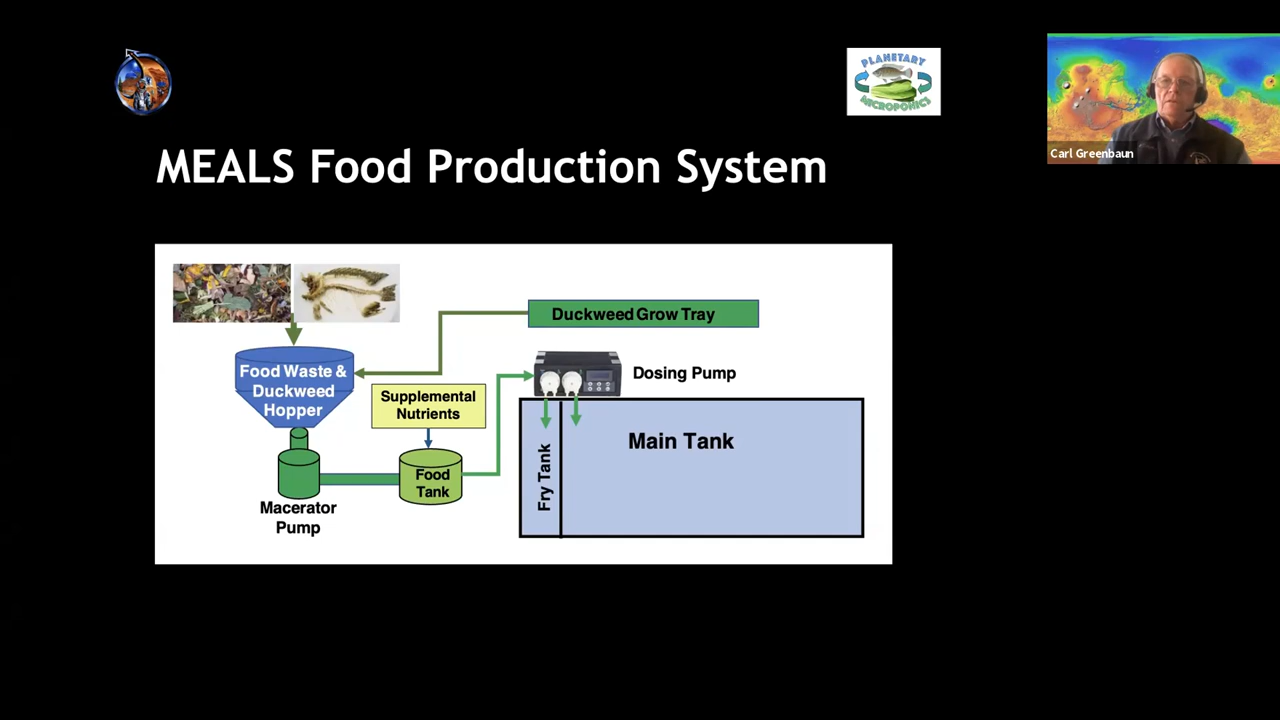 PLANETARY
MICROPONICS
Carl Greenbaun
MEALS Food Production System
Duckweed Grow Tray
Food Waste &
Duckweed
Hopper
Supplemental
Nutrients
Dosing Pump
Main Tank
Fry Tank
Food
Tank
Macerator
Pump